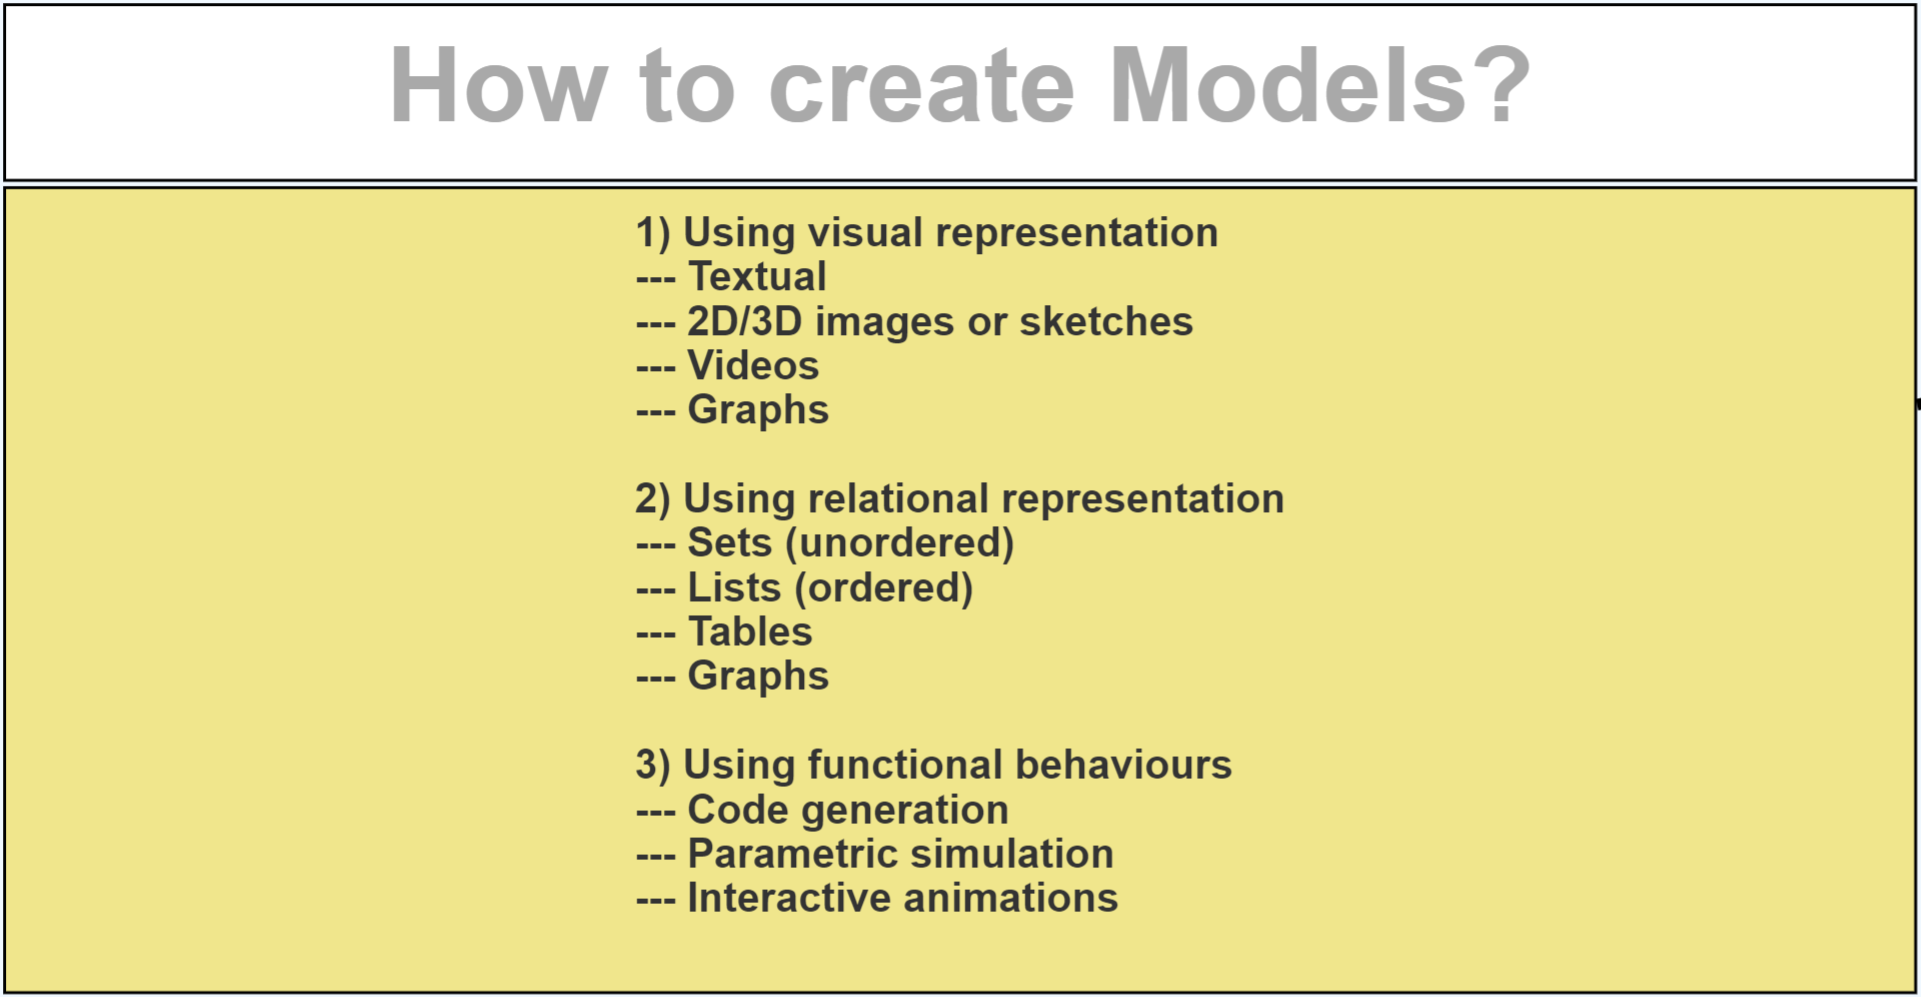 How to create Models?
1) Using visual representation
--- Textual
--- 2D/3D images or sketches
--- Videos
--- Graphs
2) Using relational representation
--- Sets (unordered)
--- Lists (ordered)
--- Tables
--- Graphs
3) Using functional behaviours
--- Code generation
--- Parametric simulation
--- Interactive animations